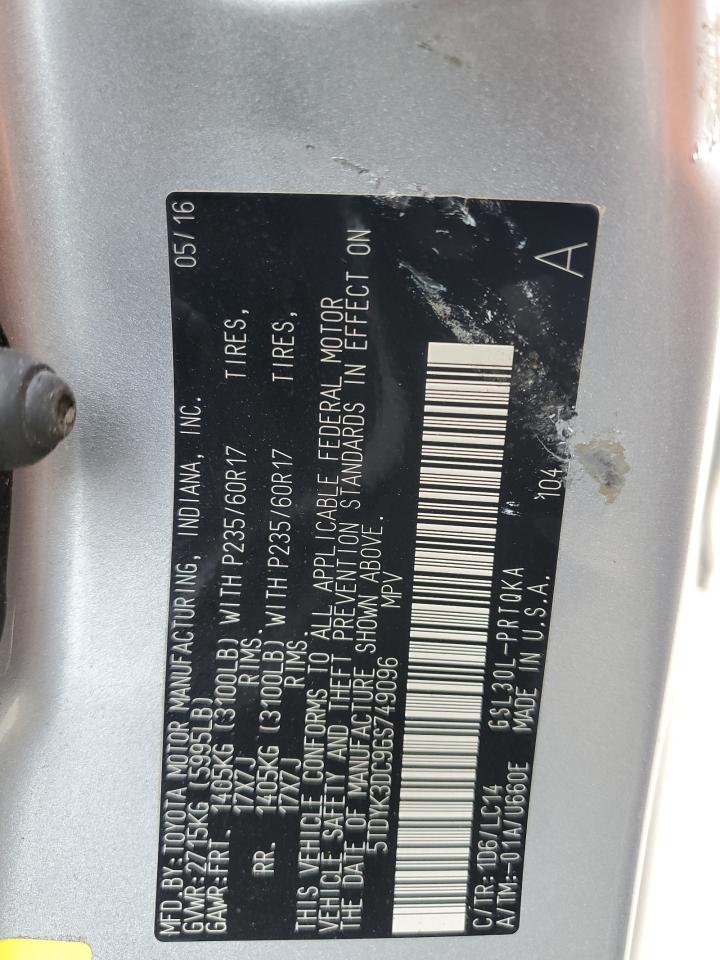 MFD.BY:TOYOTA MOTOR MANUFACTURING, INDIANA, INC. 05/16
GVWR:2715KG (5995LB)
GAWR:FRT. 1405KG (3100LB) WITH P235/60R17 TIRES,
17X7J RIMS.
RR. 1405KG (3100LB) WITH P235/60R17 TIRES,
17X7J RIMS.
THIS VEHICLE CONFORMS TO ALL APPLICABLE FEDERAL MOTOR
VEHICLE SAFETY AND THEFT PREVENTION STANDARDS IN EFFECT ON
THE DATE OF MANUFACTURE SHOWN ABOVE.
5TDYK3DC9GS749096 MPV
C/TR:1D6/LC14 GSL30L-PRTQKA 104
A/TM:-01A/U660E MADE IN U.S.A. A